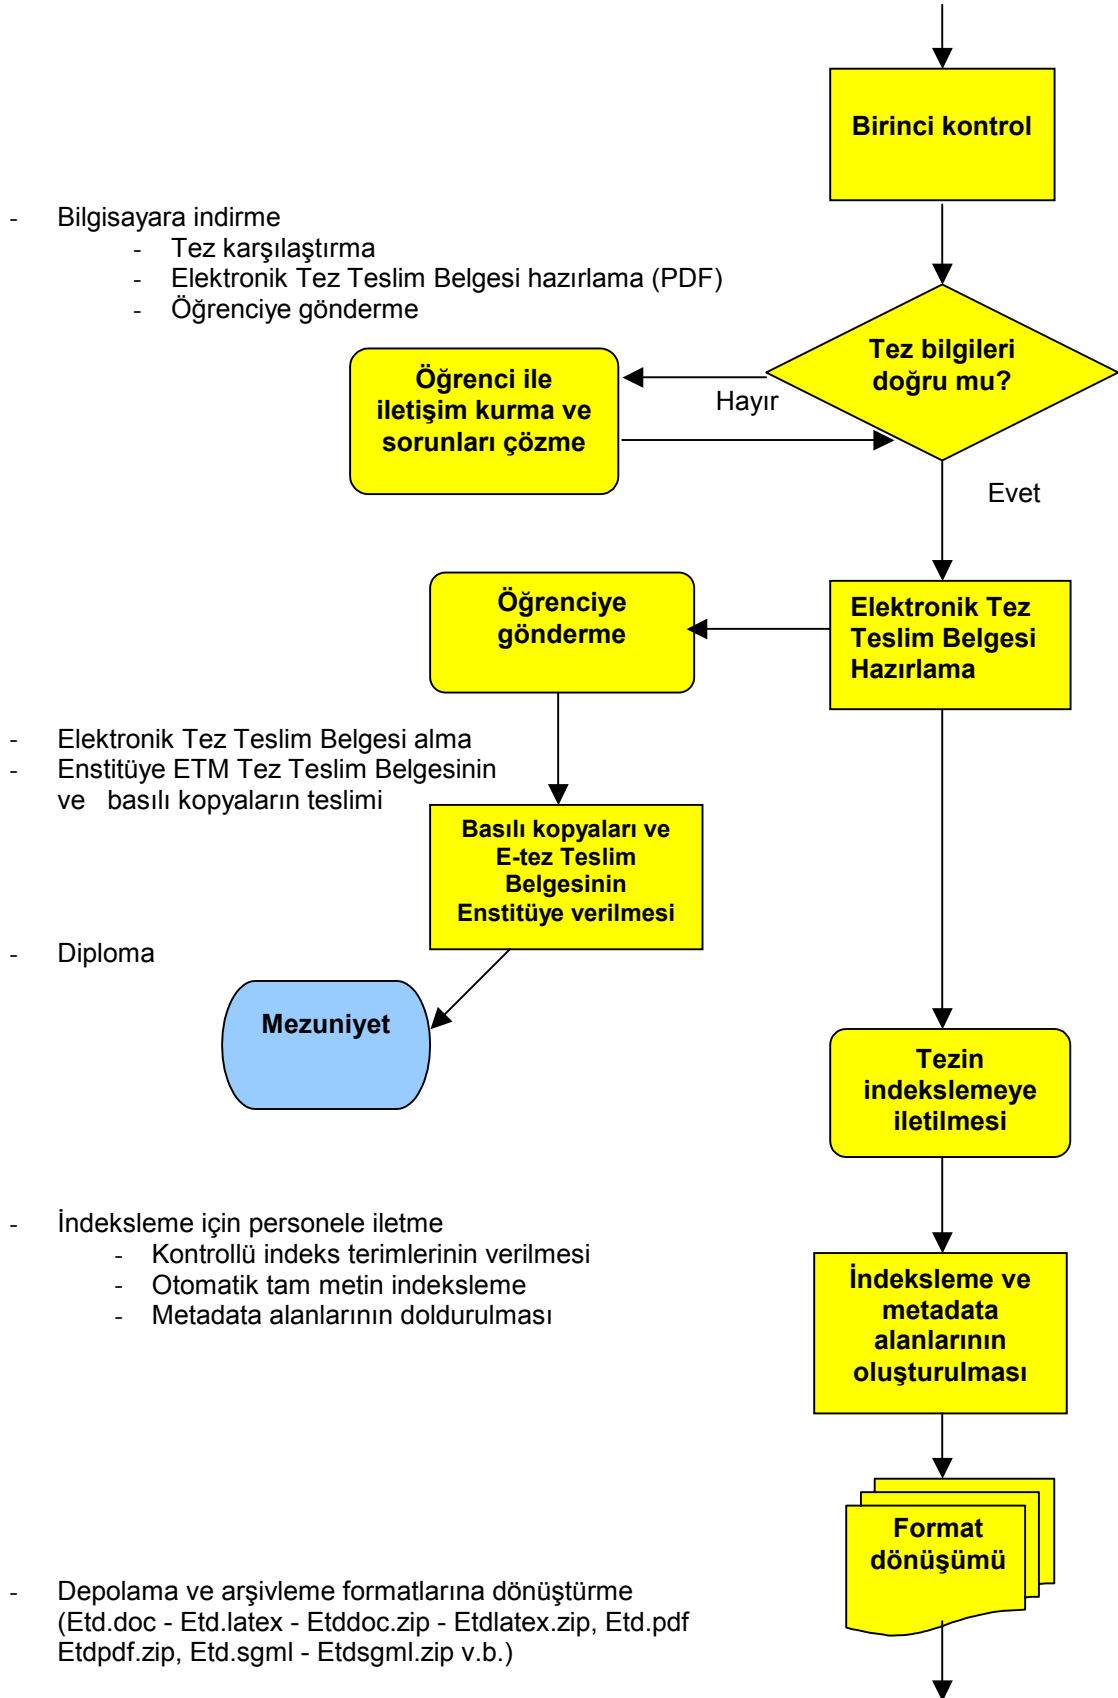 Birinci kontrol
- Bilgisayara indirme
- Tez karşılaştırma
- Elektronik Tez Teslim Belgesi hazırlama (PDF)
- Öğrenciye gönderme
Tez bilgileri
doğru mu?
Öğrenci ile
iletişim kurma ve
sorunları çözme
Hayır
Evet
Öğrenciye
gönderme
Elektronik Tez
Teslim Belgesi
Hazırlama
- Elektronik Tez Teslim Belgesi alma
- Enstitüye ETM Tez Teslim Belgesinin
ve basılı kopyaların teslimi
Basılı kopyaları ve
E-tez Teslim
Belgesinin
Enstitüye verilmesi
- Diploma
Mezuniyet
Tezin
indekslemeye
iletilmesi
- İndeksleme için personele iletme
- Kontrollü indeks terimlerinin verilmesi
- Otomatik tam metin indeksleme
- Metadata alanlarının doldurulması
İndeksleme ve
metadata
alanlarının
oluşturulması
Format
dönüşümü
- Depolama ve arşivleme formatlarına dönüştürme
(Etd.doc - Etd.latex - Etddoc.zip - Etdlatex.zip, Etd.pdf
Etdpdf.zip, Etd.sgml - Etdsgml.zip v.b.)